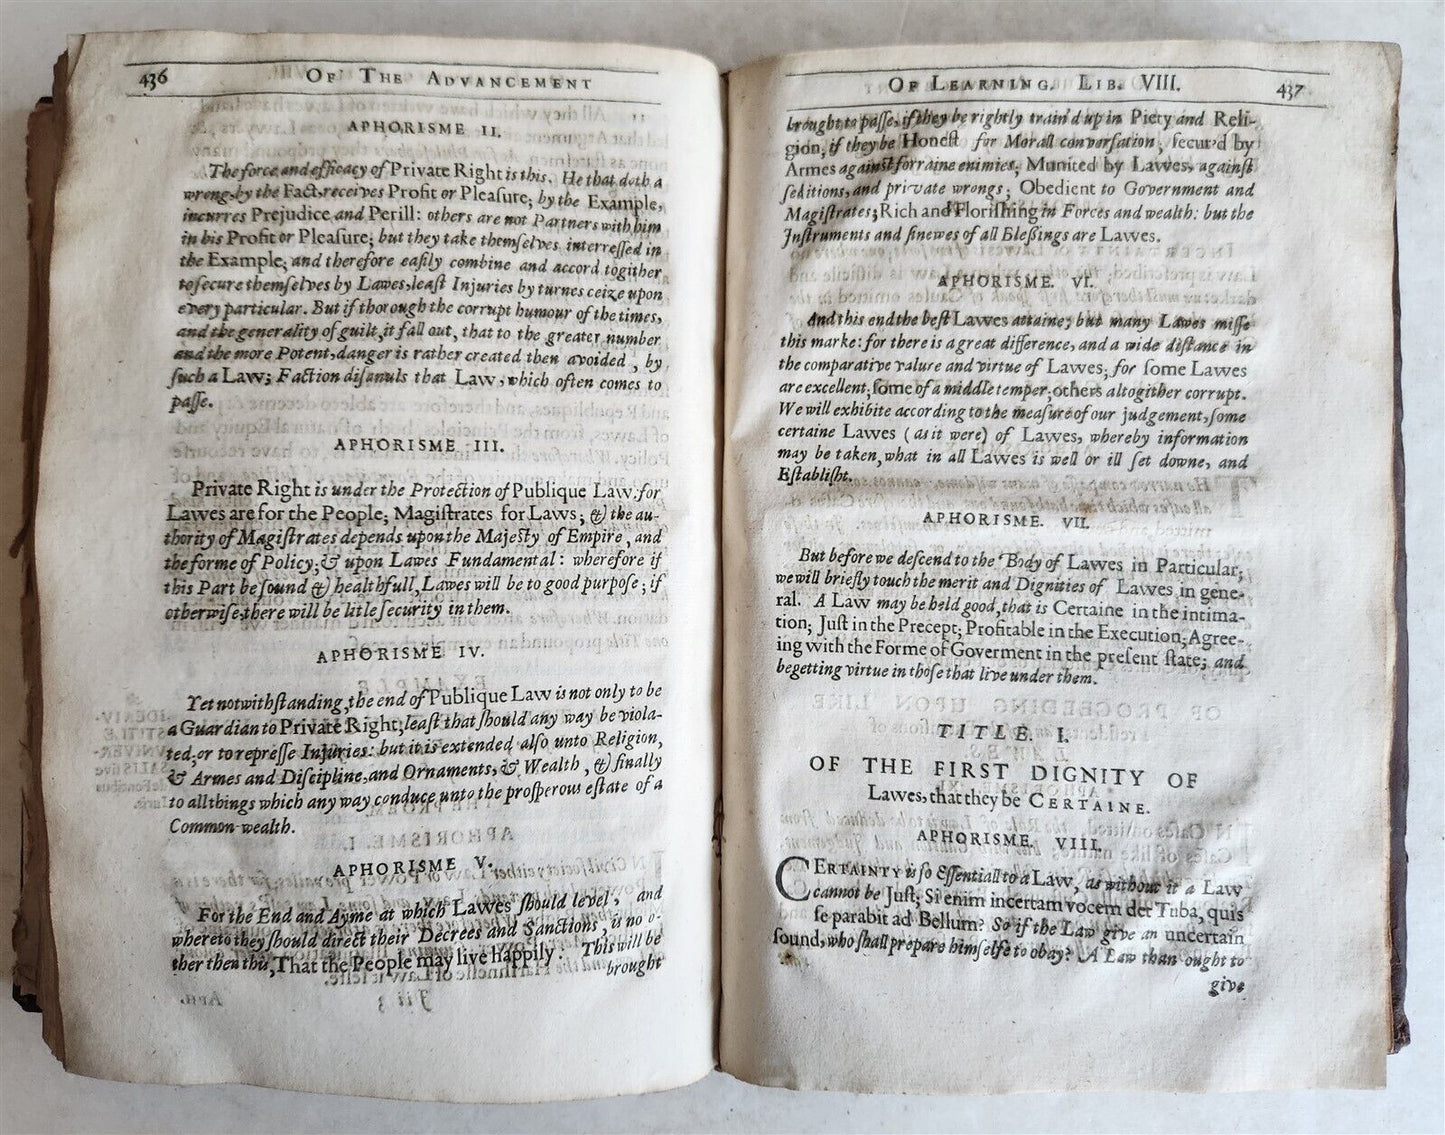 436 OF THE ADVANCEMENT
APHORISME II.
The force and efficacy of Private Right is this. He that doth a
wrong by the Fact, receives Profit or Pleaſure; by the Example,
incurres Prejudice and Perill: others are not Partners with him
in his Profit or Pleaſure; but they take themſelves interreſſed in
the Example; and therefore eaſily combine and accord togither
to ſecure themſelves by Lawes, leaſt Injuries by turnes ceize upon
every particular. But if thorough the corrupt humour of the times,
and the generality of guilt, it fall out, that to the greater number
and the more Potent, danger is rather created then avoided, by
ſuch a Law; Faction diſanuls that Law, which often comes to
paſſe.
APHORISME III.
Private Right is under the Protection of Publique Law: for
Lawes are for the People; Magiſtrates for Laws; & the au-
thority of Magiſtrates depends upon the Majeſty of Empire, and
the forme of Policy; & upon Lawes Fundamental: wherefore if
this Part be ſound & healthfull, Lawes will be to good purpoſe; if
otherwiſe, there will be litle ſecurity in them.
APHORISME IV.
Yet notwithſtanding, the end of Publique Law is not only to be
a Guardian to Private Right, leaſt that ſhould any way be viola-
ted; or to repreſſe Injuries: but it is extended alſo unto Religion,
& Armes and Diſcipline, and Ornaments, & Wealth, & finally
to all things which any way conduce unto the proſperous eſtate of a
Common-wealth.
APHORISME V.
For the End and Ayme at which Lawes ſhould level, and
whereto they ſhould direct their Decrees and Sanctions, is no o-
ther then this, That the People may live happily: This will be
brought
OF LEARNING. LIB. VIII. 437
brought to paſſe, if they be rightly train'd up in Piety and Reli-
gion; if they be Honeſt for Morall converſation, ſecur'd by
Armes againſt forraine enimies; Munited by Lawes, againſt
ſeditions, and private wrongs; Obedient to Government and
Magiſtrates; Rich and Floriſhing in Forces and wealth: but the
Inſtruments and ſinewes of all Bleſsings are Lawes.
APHORISME. VI.
And this end the beſt Lawes attaine; but many Lawes miſſe
this marke: for there is a great difference, and a wide diſtance in
the comparative valure and virtue of Lawes; for ſome Lawes
are excellent; ſome of a middle temper; others altogither corrupt.
We will exhibite according to the meaſure of our judgement, ſome
certaine Lawes (as it were) of Lawes, whereby information
may be taken, what in all Lawes is well or ill ſet downe, and
Eſtabliſht.
APHORISME. VII.
But before we deſcend to the Body of Lawes in Particular;
we will briefly touch the merit and Dignities of Lawes in gene-
ral. A Law may be held good, that is Certaine in the intima-
tion; Juſt in the Precept; Profitable in the Execution; Agree-
ing with the Forme of Goverment in the preſent ſtate; and
begetting virtue in thoſe that live under them.
TITLE. I.
OF THE FIRST DIGNITY OF
Lawes, that they be CERTAINE.
APHORISME. VIII.
CERTAINTY is ſo Eſſentiall to a Law, as without it a Law
cannot be Juſt; Si enim incertam vocem det Tuba, quis
ſe parabit ad Bellum? So if the Law give an uncertain
ſound, who ſhall prepare himſelfe to obay? A Law than ought to
give